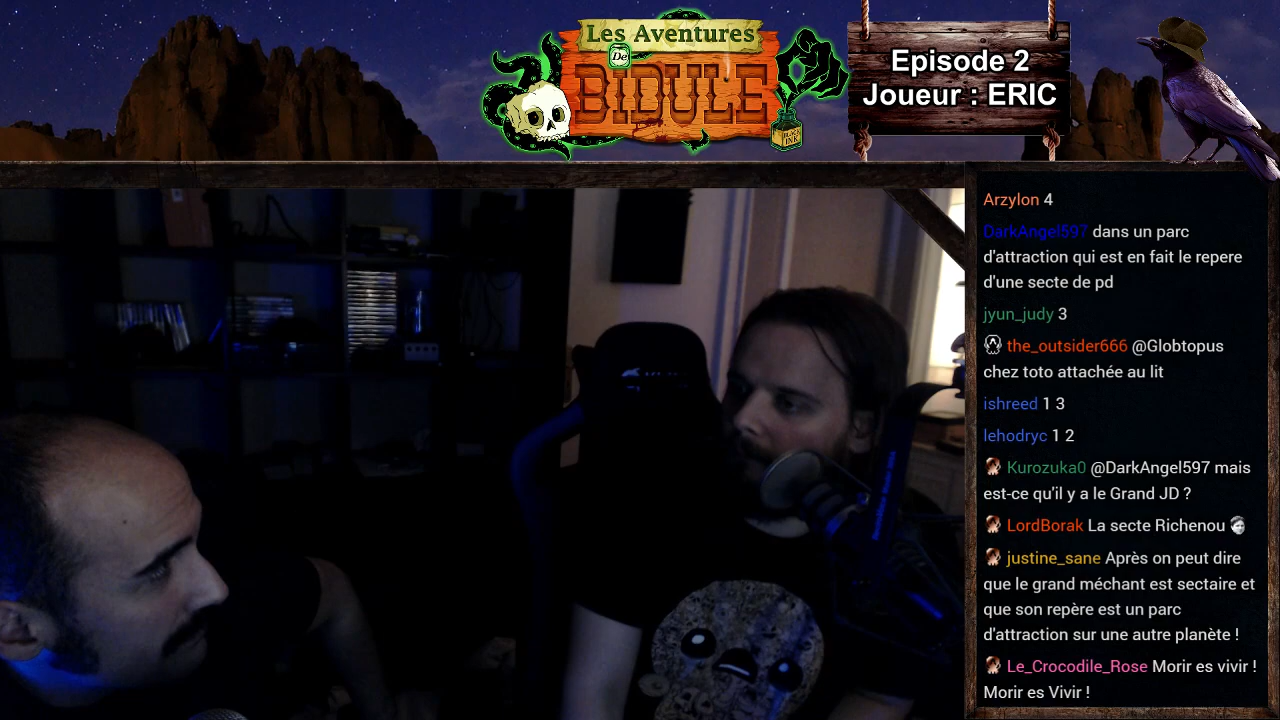 Les Aventures
De
BIDULE
BLACK
INK
Episode 2
Joueur : ERIC
Arzylon 4
DarkAngel597 dans un parc
d'attraction qui est en fait le repere
d'une secte de pd
jyun_judy 3
the_outsider666 @Globtopus
chez toto attachée au lit
ishreed 1 3
lehodryc 1 2
Kurozuka0 @DarkAngel597 mais
est-ce qu'il y a le Grand JD ?
LordBorak La secte Richenou
justine_sane Après on peut dire
que le grand méchant est sectaire et
que son repère est un parc
d'attraction sur une autre planète !
Le_Crocodile_Rose Morir es vivir !
Morir es Vivir !